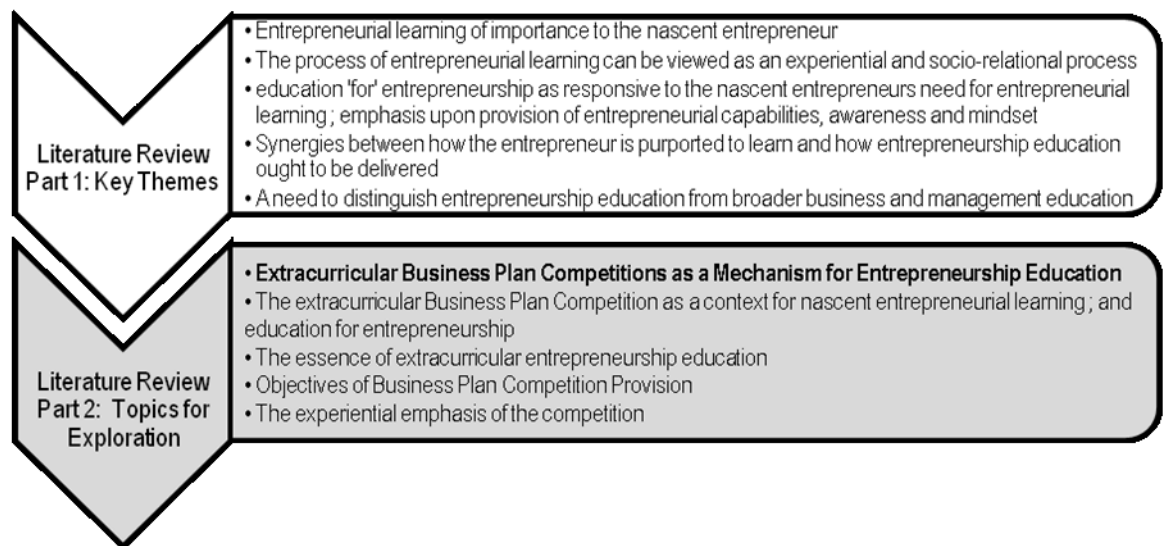 Literature Review
Part 1: Key Themes
• Entrepreneurial learning of importance to the nascent entrepreneur
• The process of entrepreneurial learning can be viewed as an experiential and socio-relational process
• education 'for' entrepreneurship as responsive to the nascent entrepreneurs need for entrepreneurial
learning ; emphasis upon provision of entrepreneurial capabilities, awareness and mindset
• Synergies between how the entrepreneur is purported to learn and how entrepreneurship education
ought to be delivered
• A need to distinguish entrepreneurship education from broader business and management education
Literature Review
Part 2: Topics for
Exploration
• Extracurricular Business Plan Competitions as a Mechanism for Entrepreneurship Education
• The extracurricular Business Plan Competition as a context for nascent entrepreneurial learning ; and
education for entrepreneurship
• The essence of extracurricular entrepreneurship education
• Objectives of Business Plan Competition Provision
• The experiential emphasis of the competition